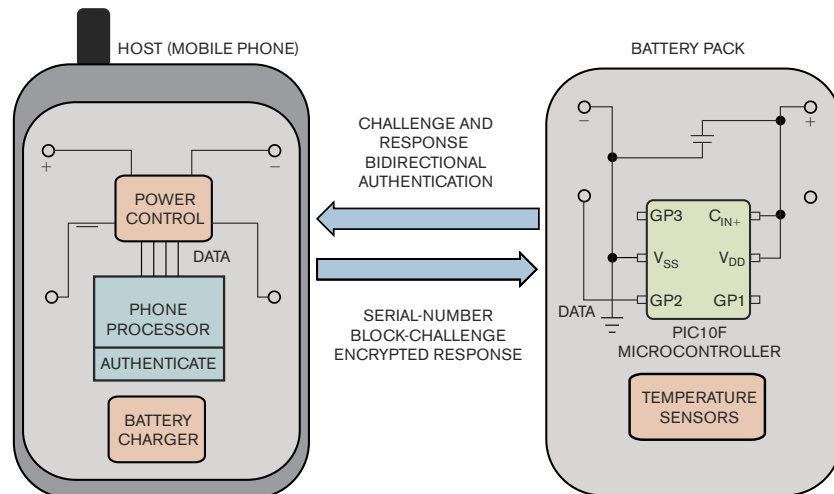 HOST (MOBILE PHONE)
+
−
POWER
CONTROL
DATA
PHONE
PROCESSOR
AUTHENTICATE
BATTERY
CHARGER
CHALLENGE AND
RESPONSE
BIDIRECTIONAL
AUTHENTICATION
SERIAL-NUMBER
BLOCK-CHALLENGE
ENCRYPTED RESPONSE
BATTERY PACK
−
+
GP3
CIN+
VSS
VDD
GP2
GP1
DATA
PIC10F
MICROCONTROLLER
TEMPERATURE
SENSORS